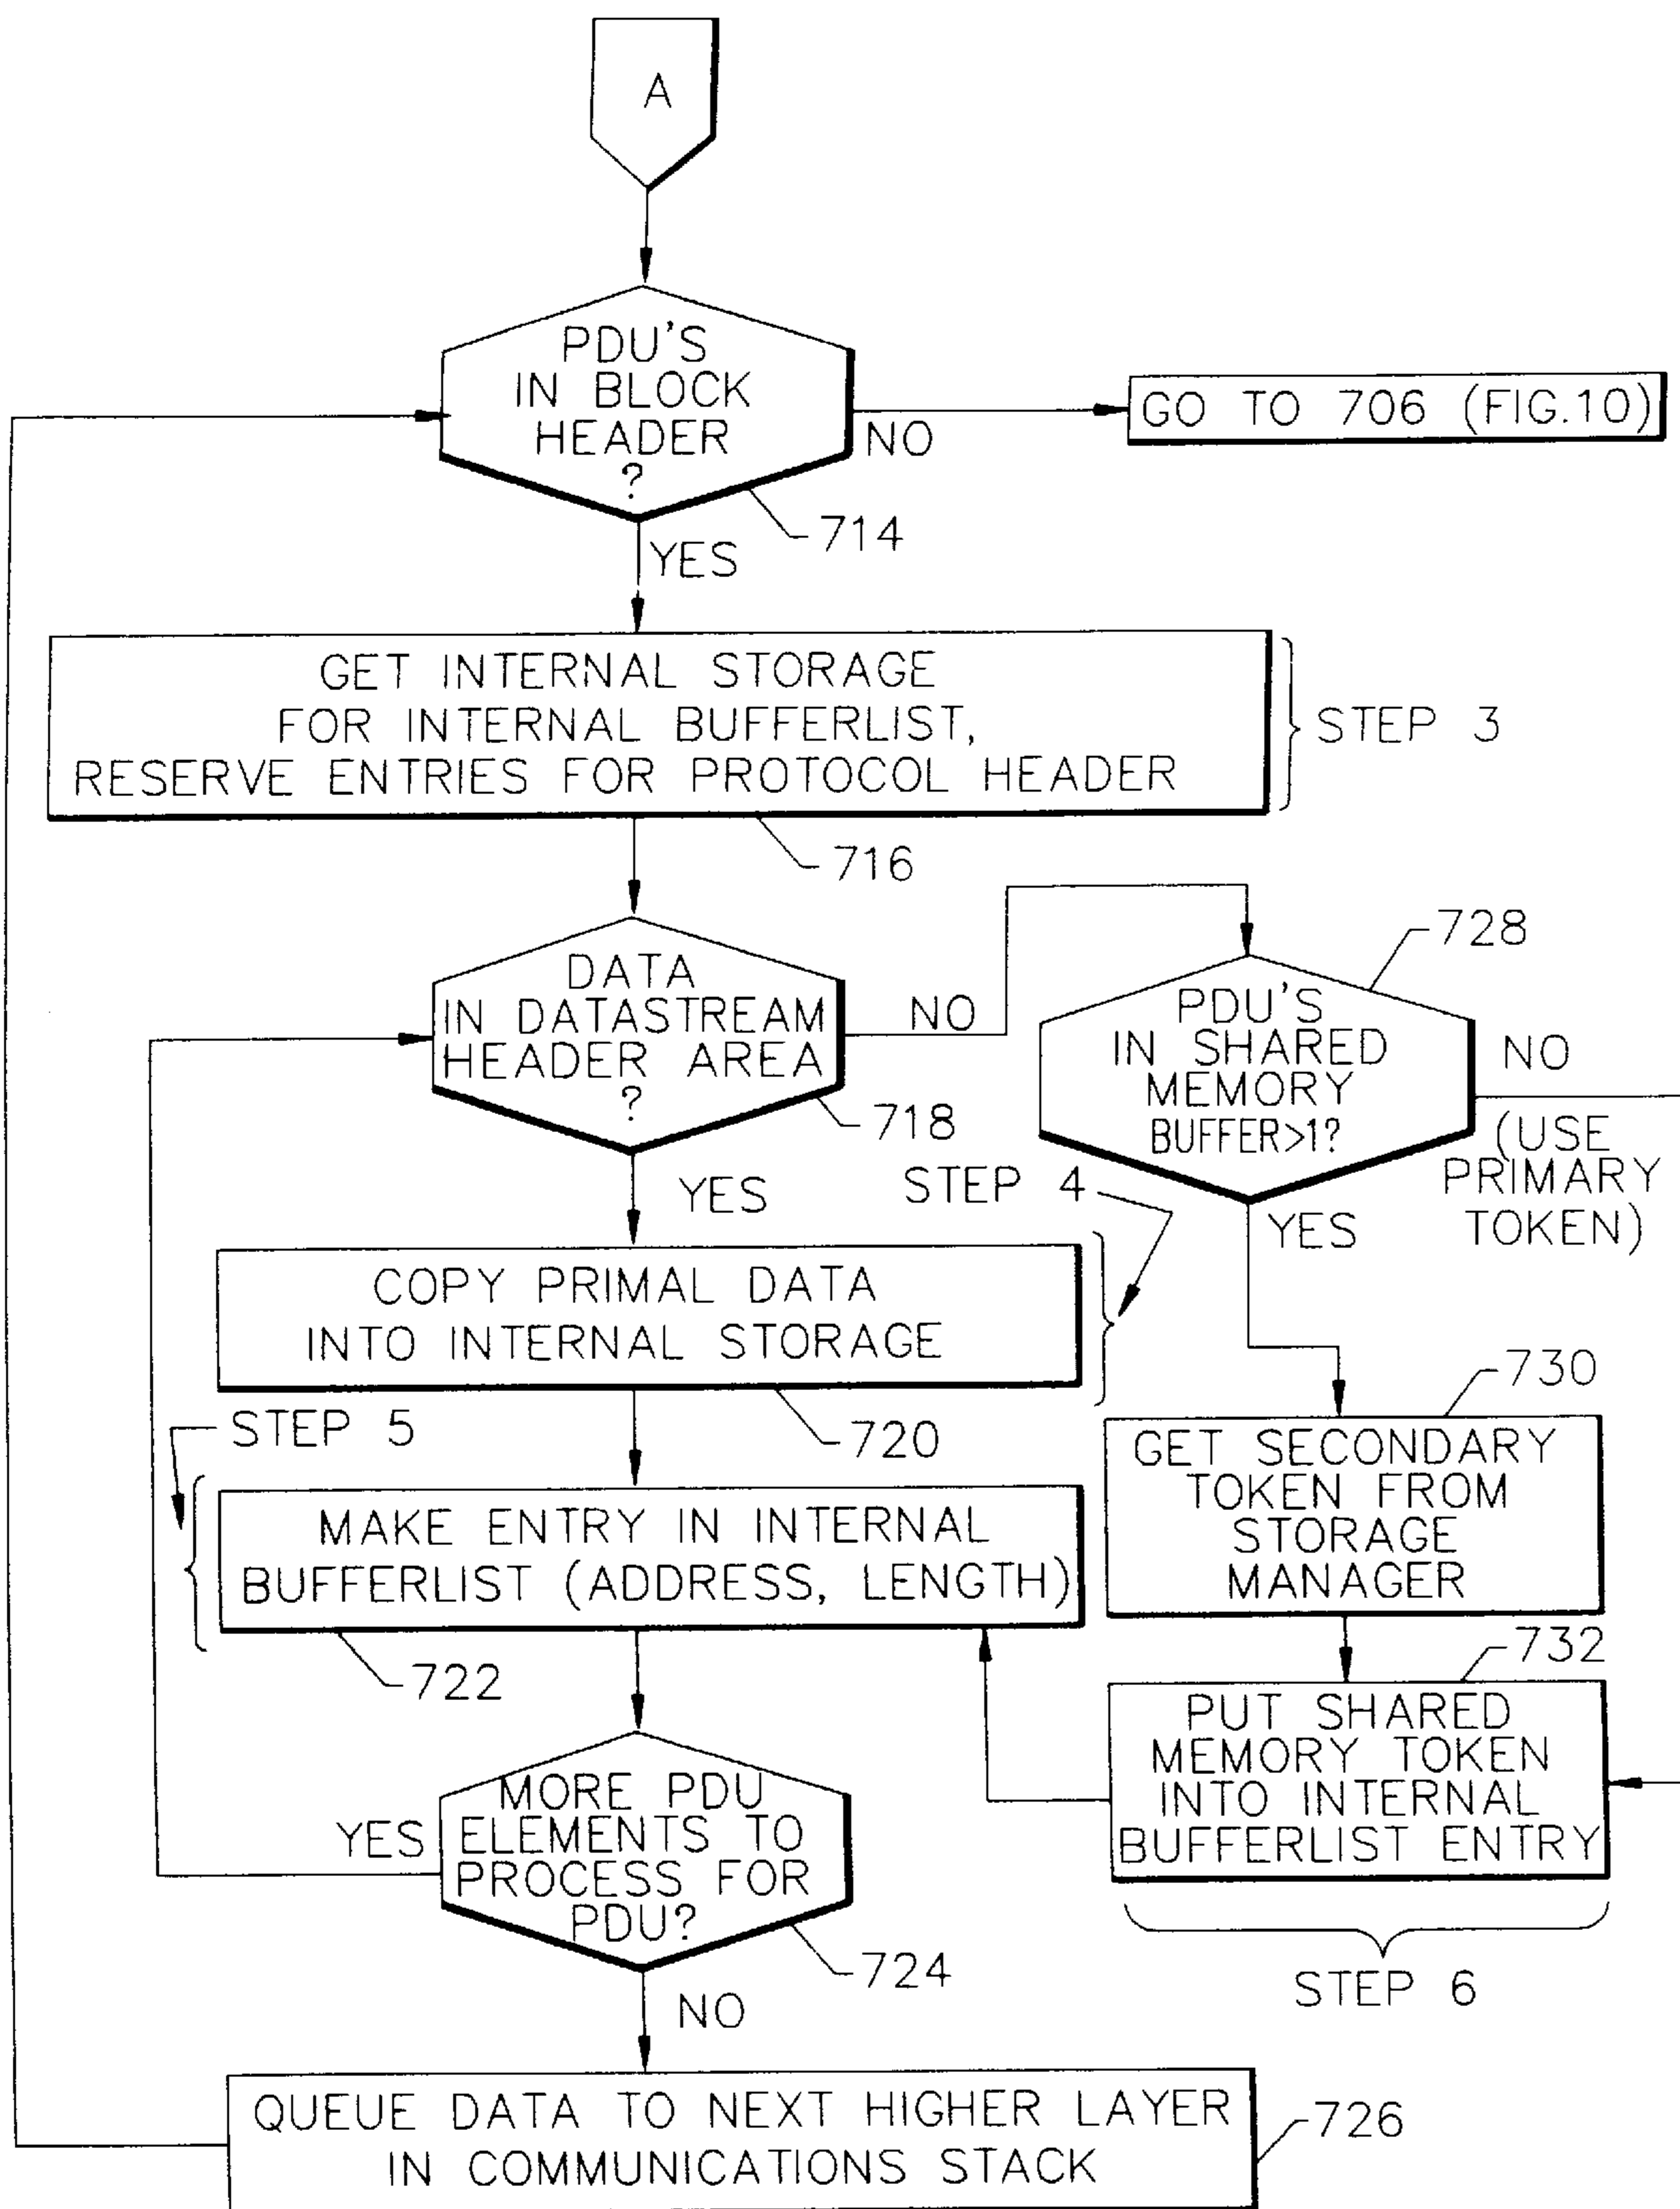 A
PDU'S
IN BLOCK
HEADER
?
NO
GO TO 706 (FIG.10)
714
YES
GET INTERNAL STORAGE
FOR INTERNAL BUFFERLIST,
RESERVE ENTRIES FOR PROTOCOL HEADER
STEP 3
716
DATA
IN DATASTREAM
HEADER AREA
?
NO
718
YES
728
PDU'S
IN SHARED
MEMORY
BUFFER>1?
NO
(USE
PRIMARY
TOKEN)
YES
STEP 4
COPY PRIMAL DATA
INTO INTERNAL STORAGE
720
STEP 5
MAKE ENTRY IN INTERNAL
BUFFERLIST (ADDRESS, LENGTH)
722
730
GET SECONDARY
TOKEN FROM
STORAGE
MANAGER
732
PUT SHARED
MEMORY TOKEN
INTO INTERNAL
BUFFERLIST ENTRY
STEP 6
YES
MORE PDU
ELEMENTS TO
PROCESS FOR
PDU?
724
NO
QUEUE DATA TO NEXT HIGHER LAYER
IN COMMUNICATIONS STACK
726